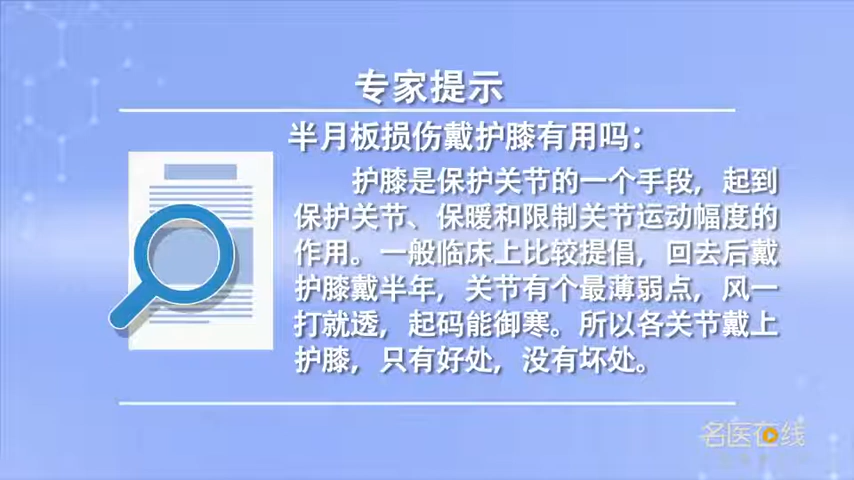 专家提示
半月板损伤戴护膝有用吗：
护膝是保护关节的一个手段，起到
保护关节、保暖和限制关节运动幅度的
作用。一般临床上比较提倡，回去后戴
护膝戴半年，关节有个最薄弱点，风一
打就透，起码能御寒。所以各关节戴上
护膝，只有好处，没有坏处。
名医在线